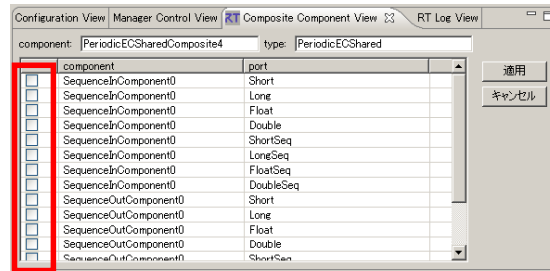 Configuration View Manager Control View RT Composite Component View RT Log View
component: PeriodicECSharedComposite4 type: PeriodicECShared
component port
適用
SequenceInComponent0 Short
キャンセル
SequenceInComponent0 Long
SequenceInComponent0 Float
SequenceInComponent0 Double
SequenceInComponent0 ShortSeq
SequenceInComponent0 LongSeq
SequenceInComponent0 FloatSeq
SequenceInComponent0 DoubleSeq
SequenceOutComponent0 Short
SequenceOutComponent0 Long
SequenceOutComponent0 Float
SequenceOutComponent0 Double
SequenceOutComponent0 ShortSeq